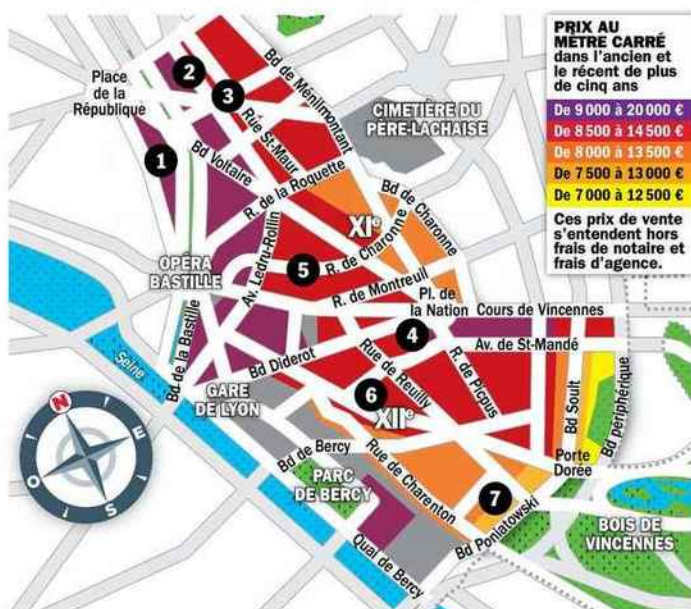 PRIX AU
MÈTRE CARRÉ
dans l'ancien et
le récent de plus
de cinq ans
De 9 000 à 20 000 €
De 8 500 à 14 500 €
De 8 000 à 13 500 €
De 7 500 à 13 000 €
De 7 000 à 12 500 €
Ces prix de vente
s'entendent hors
frais de notaire et
frais d'agence.
Place
de la
République
2
3
1
Bd de Ménilmontant
CIMETIÈRE DU
PÈRE-LACHAISE
Rue St-Maur
Bd Voltaire
R. de la Roquette
Bd de Charonne
XIe
R. de Charonne
Av. Ledru-Rollin
5
OPÉRA
BASTILLE
R. de Montreuil
Pl. de
la Nation
Cours de Vincennes
4
Av. de St-Mandé
Bd de la Bastille
Seine
Bd Diderot
Rue de Reuilly
R. de Picpus
GARE
DE LYON
6
XIIe
Bd Soult
Bd périphérique
N
E
S
O
Bd de Bercy
Rue de Charenton
Porte
Dorée
PARC
DE BERCY
7
Bd Poniatowski
BOIS DE
VINCENNES
Quai de Bercy